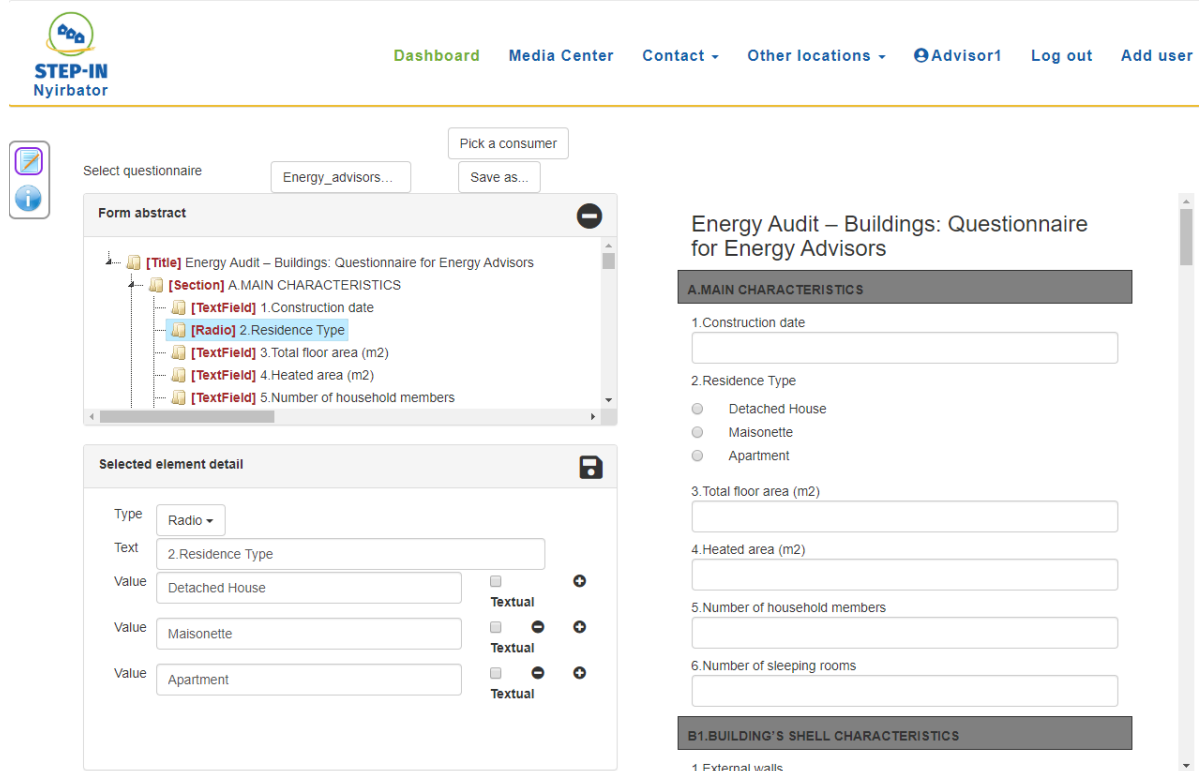 STEP-IN
Nyirbator
Dashboard
Media Center
Contact
Other locations
Advisor1
Log out
Add user
Pick a consumer
Select questionnaire
Energy_advisors...
Save as...
Form abstract
[Title] Energy Audit – Buildings: Questionnaire for Energy Advisors
[Section] A.MAIN CHARACTERISTICS
[TextField] 1.Construction date
[Radio] 2.Residence Type
[TextField] 3.Total floor area (m2)
[TextField] 4.Heated area (m2)
[TextField] 5.Number of household members
Selected element detail
Type
Radio
Text
2.Residence Type
Value
Detached House
Textual
Value
Maisonette
Textual
Value
Apartment
Textual
Energy Audit – Buildings: Questionnaire
for Energy Advisors
A.MAIN CHARACTERISTICS
1.Construction date
2.Residence Type
Detached House
Maisonette
Apartment
3.Total floor area (m2)
4.Heated area (m2)
5.Number of household members
6.Number of sleeping rooms
B1.BUILDING'S SHELL CHARACTERISTICS
1.External walls